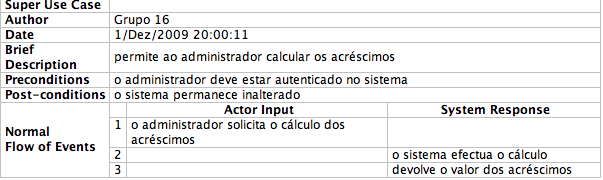 Super Use Case
Author Grupo 16
Date 1/Dez/2009 20:00:11
Brief
Description permite ao administrador calcular os acréscimos
Preconditions o administrador deve estar autenticado no sistema
Post-conditions o sistema permanece inalterado
Normal
Flow of Events
Actor Input System Response
1 o administrador solicita o cálculo dos
acréscimos
2 o sistema efectua o cálculo
3 devolve o valor dos acréscimos